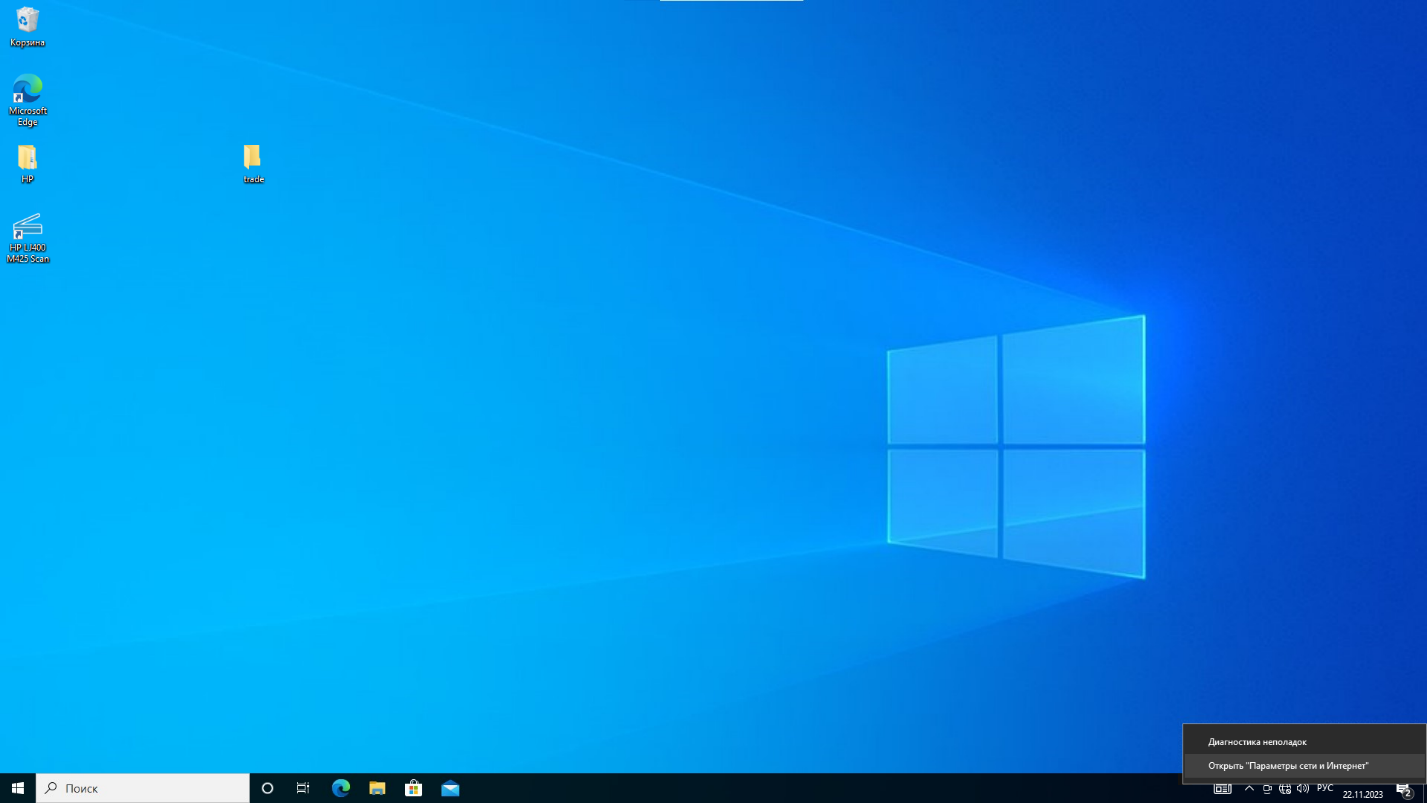 Корзина
Microsoft
Edge
HP
trade
HP LJ400
M425 Scan
Диагностика неполадок
Открыть "Параметры сети и Интернет"
Поиск
РУС
22.11.2023
2